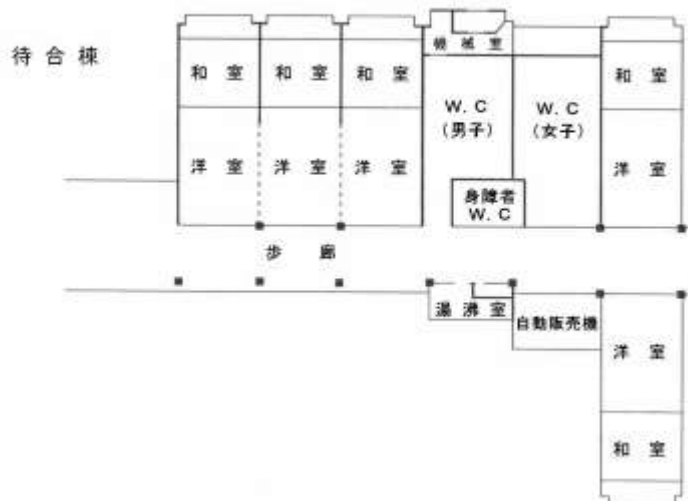 待合棟
機械室
和室 和室 和室 W.C (男子) W.C (女子) 和室
洋室 洋室 洋室 身障者 W.C 洋室
歩廊
湯沸室 自動販売機
洋室
和室